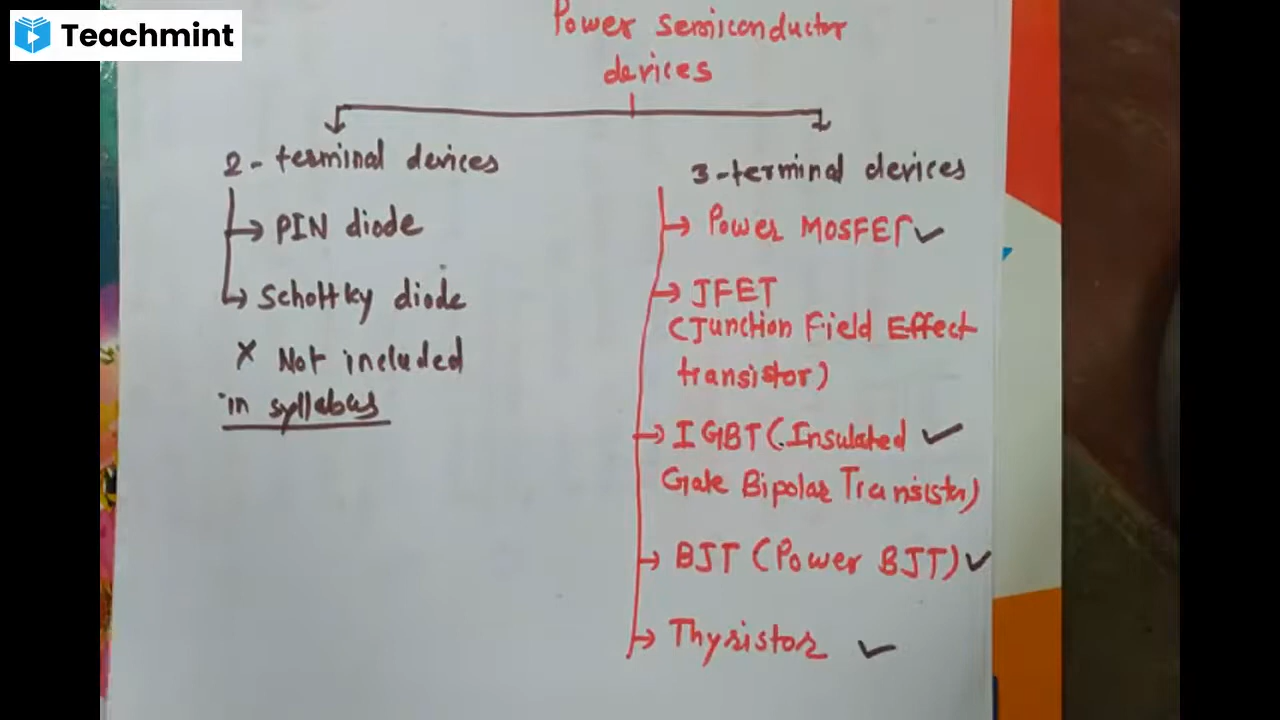 Teachmint
Power semiconductor
devices
2-terminal devices
PIN diode
Schottky diode
× Not included
in syllabus
3-terminal devices
Power MOSFET ✓
JFET
(Junction Field Effect
transistor)
IGBT (Insulated ✓
Gate Bipolar Transistor)
BJT (Power BJT) ✓
Thyristor ✓